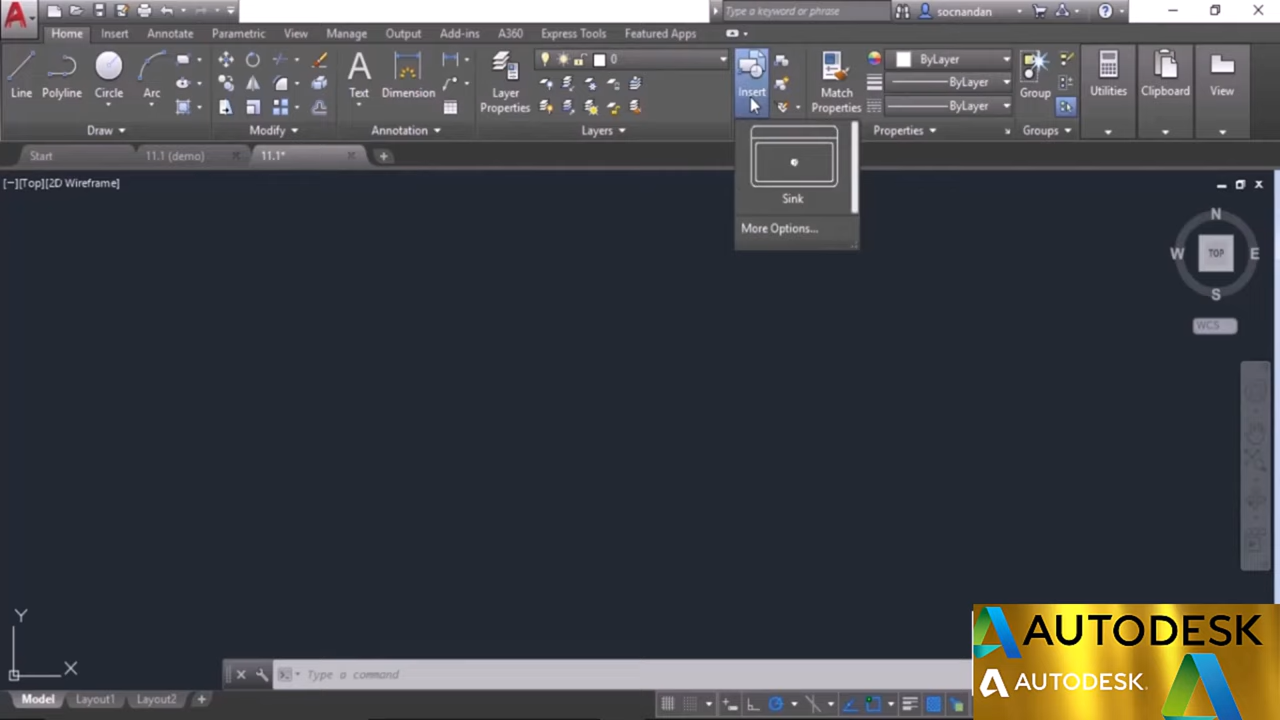 Type a keyword or phrase
socnandan
Home Insert Annotate Parametric View Manage Output Add-ins A360 Express Tools Featured Apps
0
ByLayer
Line Polyline Circle Arc Text Dimension Layer Properties Insert Match Properties ByLayer Group Utilities Clipboard View
ByLayer
Draw Modify Annotation Layers Properties Groups
Start 11.1 (demo) 11.1*
[−][Top][2D Wireframe]
Sink
More Options...
N
W TOP E
S
WCS
Y
X
Type a command
Model Layout1 Layout2
AUTODESK
AUTODESK.